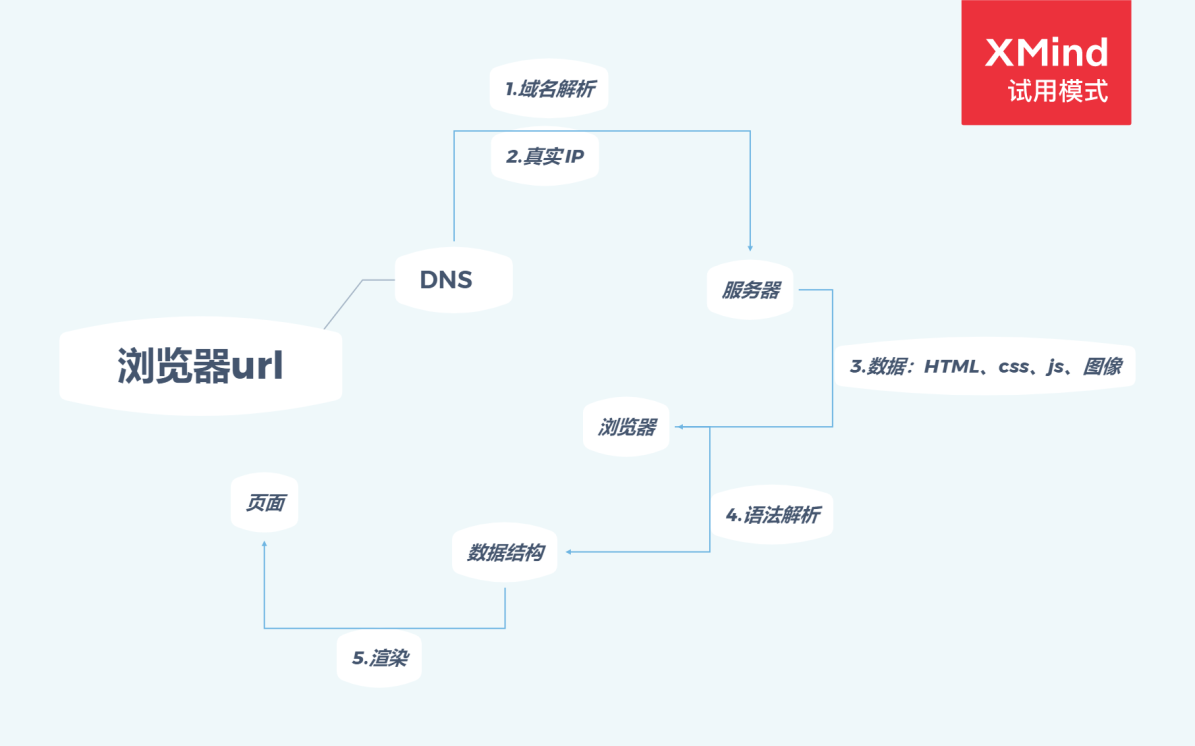 XMind
试用模式
1.域名解析
2.真实IP
DNS
服务器
浏览器url
3.数据：HTML、css、js、图像
浏览器
页面
4.语法解析
数据结构
5.渲染